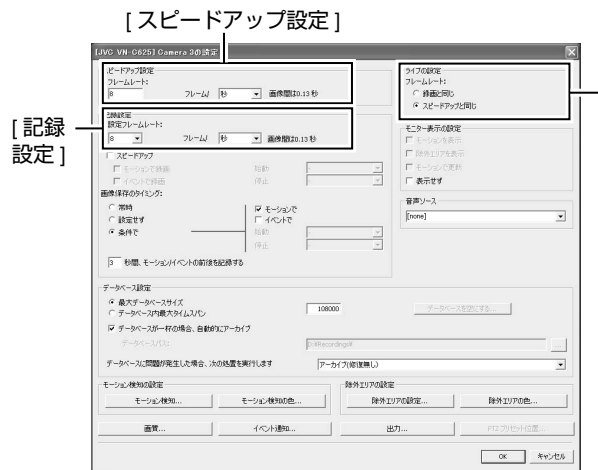 [ スピードアップ設定 ]
[JVC VN-C625] Camera 3の設定
スピードアップ設定
フレームレート:
8 フレーム/ 秒 画像間は0.13 秒
[ 記録
設定 ]
記録設定
設定フレームレート:
8 フレーム/ 秒 画像間は0.13 秒
スピードアップ
モーションで録画 始動 -
イベントで録画 停止 -
画像保存のタイミング:
常時
設定せず
条件で
モーションで
イベントで
始動 -
停止 -
3 秒間、モーション/イベントの前後を記録する
ライブの設定
フレームレート:
録画と同じ
スピードアップと同じ
モニター表示の設定
モーションを表示
除外エリアを表示
モーションで更新
表示せず
音声ソース
[none]
データベース設定
最大データベースサイズ 108000 データベースを空にする...
データベース内最大タイムスパン
データベースが一杯の場合、自動的にアーカイブ
データベースパス: D:¥Recordings¥ ...
データベースに問題が発生した場合、次の処置を実行します アーカイブ(修復無し)
モーション検知の設定
モーション検知... モーション検知の色...
除外エリアの設定
除外エリアの設定... 除外エリアの色...
画質... イベント通知... 出力... PTZ プリセット位置...
OK キャンセル